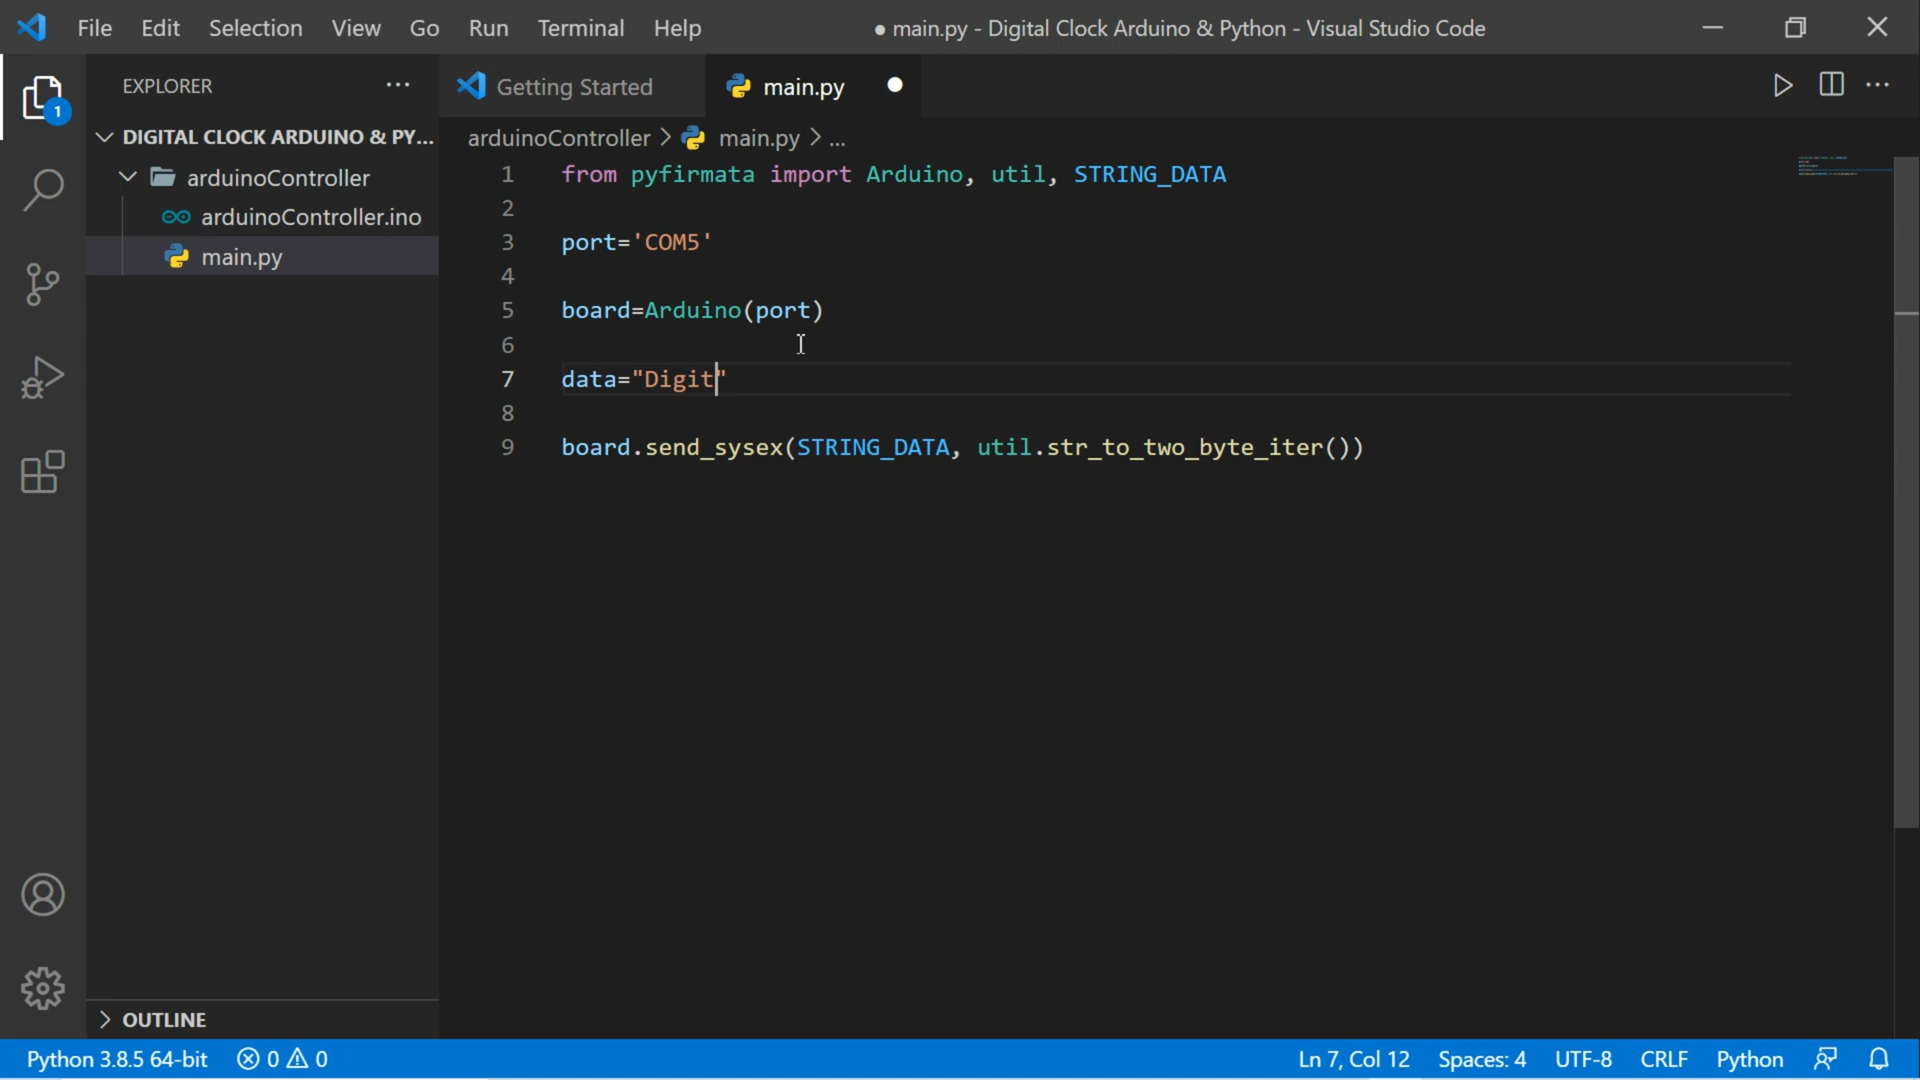 File Edit Selection View Go Run Terminal Help ● main.py - Digital Clock Arduino & Python - Visual Studio Code
EXPLORER
Getting Started
main.py
1
DIGITAL CLOCK ARDUINO & PY...
arduinoController > main.py > ...
arduinoController
arduinoController.ino
main.py
1 from pyfirmata import Arduino, util, STRING_DATA
2
3 port='COM5'
4
5 board=Arduino(port)
6
7 data="Digit"
8
9 board.send_sysex(STRING_DATA, util.str_to_two_byte_iter())
OUTLINE
Python 3.8.5 64-bit 0 0 Ln 7, Col 12 Spaces: 4 UTF-8 CRLF Python